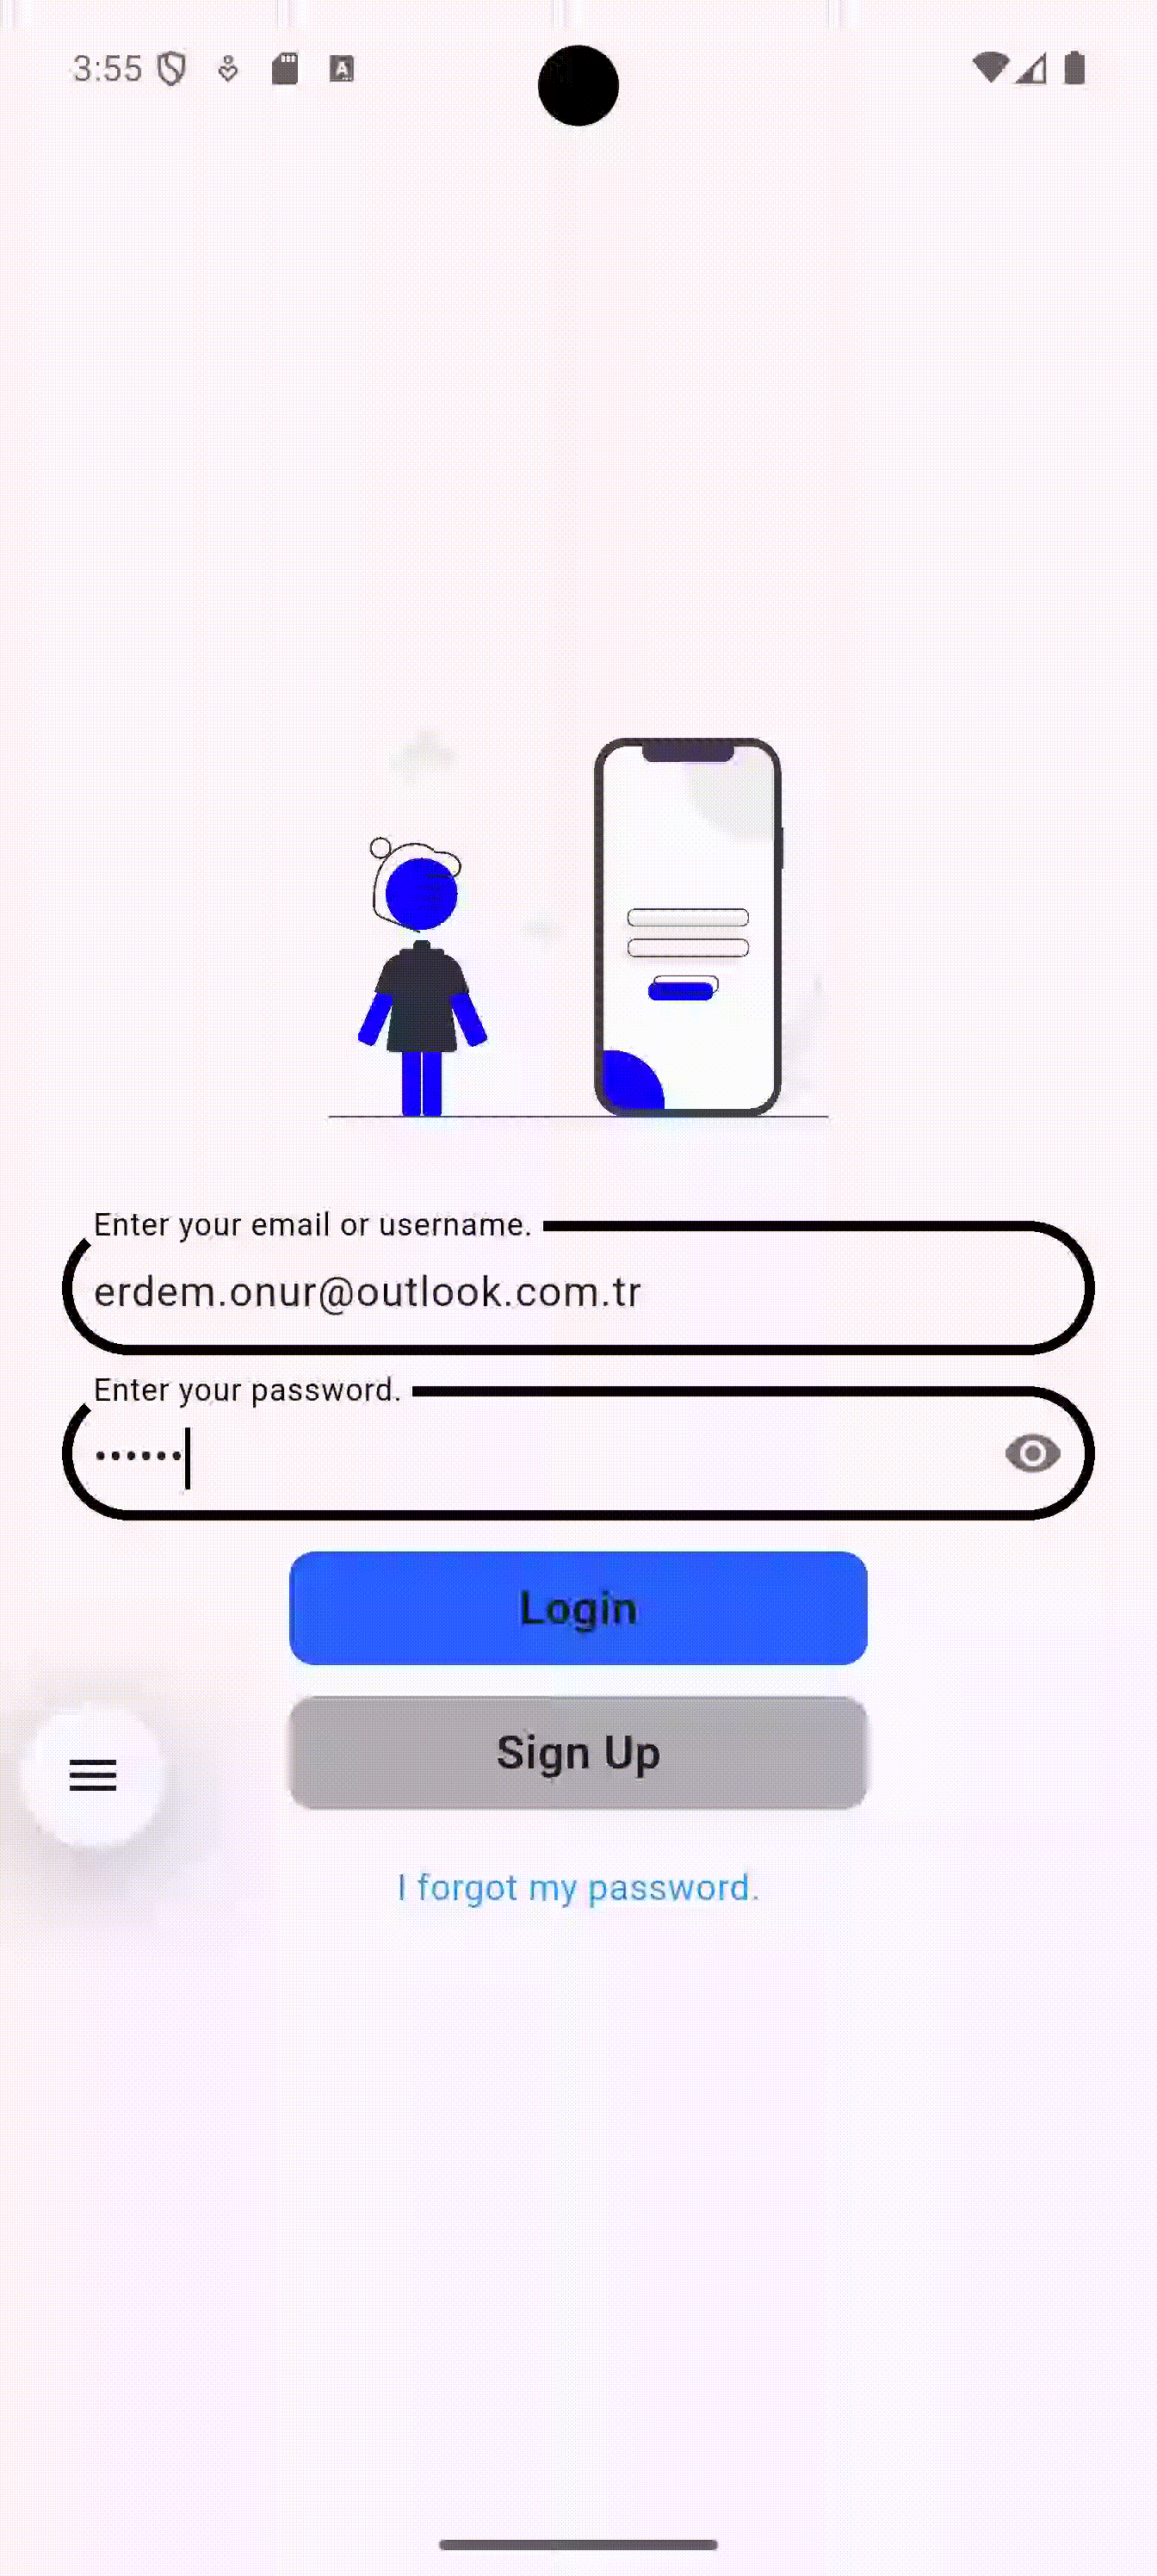 3:55
Enter your email or username.
erdem.onur@outlook.com.tr
Enter your password.
••••••
Login
Sign Up
I forgot my password.